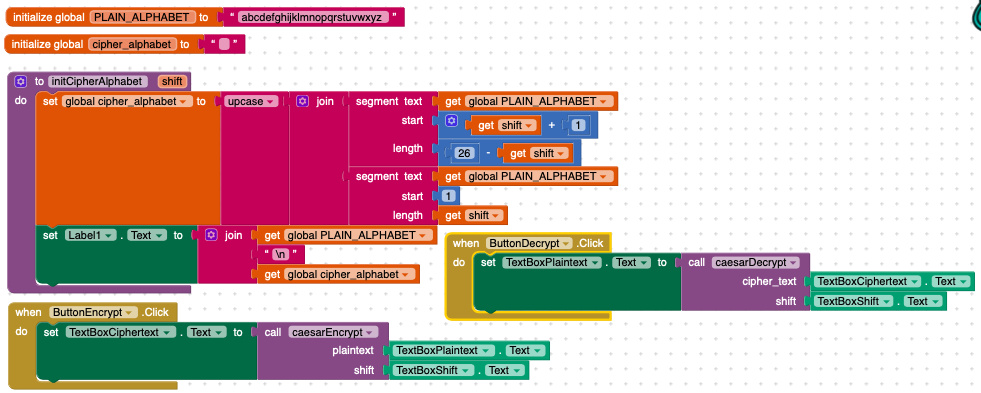 initialize global PLAIN_ALPHABET to " abcdefghijklmnopqrstuvwxyz "
initialize global cipher_alphabet to " "
to initCipherAlphabet shift
do set global cipher_alphabet to upcase join segment text get global PLAIN_ALPHABET
start get shift + 1
length 26 - get shift
segment text get global PLAIN_ALPHABET
start 1
length get shift
set Label1 . Text to join get global PLAIN_ALPHABET
" \n "
get global cipher_alphabet
when ButtonDecrypt .Click
do set TextBoxPlaintext . Text to call caesarDecrypt
cipher_text TextBoxCiphertext . Text
shift TextBoxShift . Text
when ButtonEncrypt .Click
do set TextBoxCiphertext . Text to call caesarEncrypt
plaintext TextBoxPlaintext . Text
shift TextBoxShift . Text